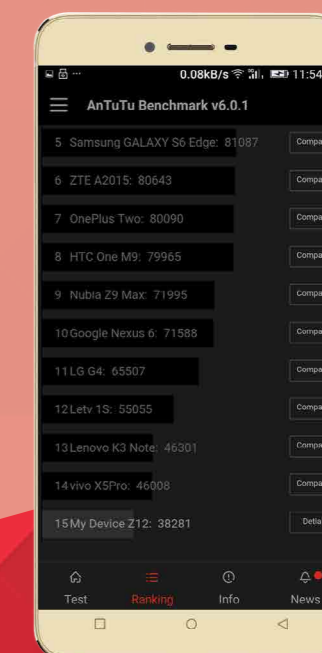 0.08kB/s 11:54
AnTuTu Benchmark v6.0.1
5 Samsung GALAXY S6 Edge: 81087 Compa
6 ZTE A2015: 80643 Compa
7 OnePlus Two: 80090 Compa
8 HTC One M9: 79965 Compa
9 Nubia Z9 Max: 71995 Compa
10 Google Nexus 6: 71588 Compa
11 LG G4: 65507 Compa
12 Letv 1S: 55055 Compa
13 Lenovo K3 Note: 46301 Compa
14 vivo X5Pro: 46008 Compa
15 My Device Z12: 38281 Detia
Test Ranking Info News